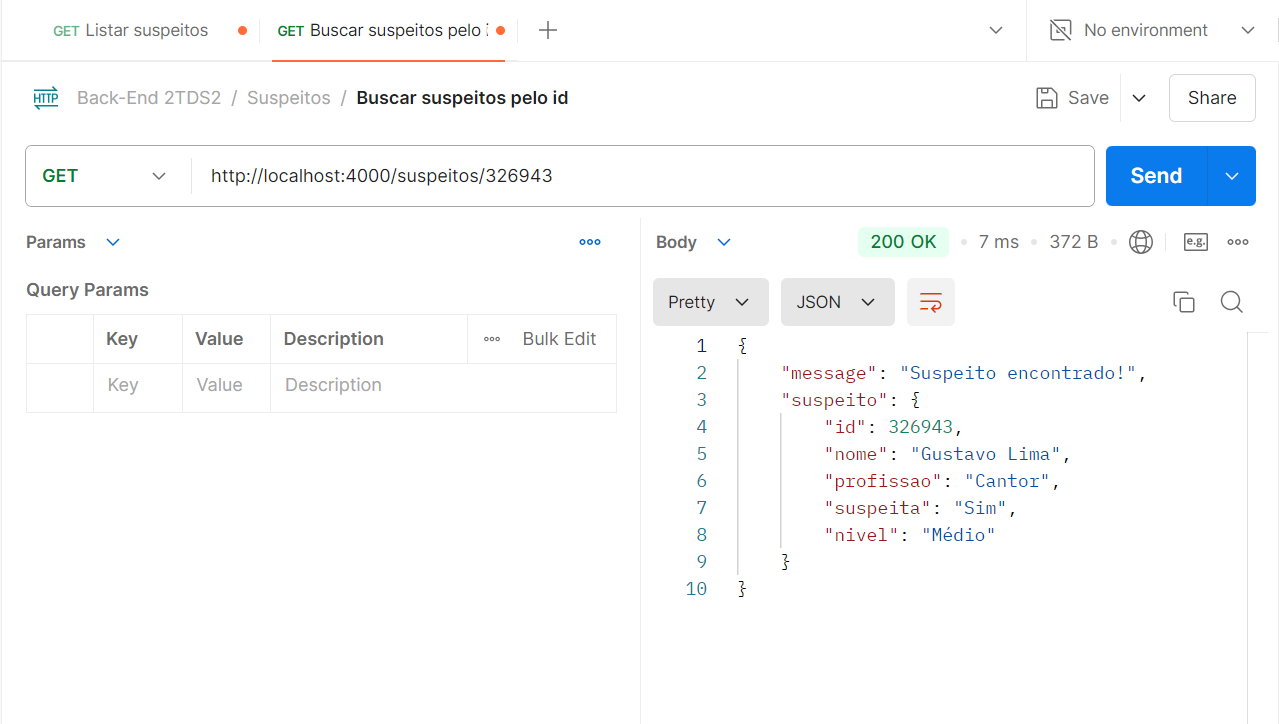 GET Listar suspeitos GET Buscar suspeitos pelo No environment
HTTP Back-End 2TDS2 / Suspeitos / Buscar suspeitos pelo id Save Share
GET http://localhost:4000/suspeitos/326943 Send
Params Body 200 OK 7 ms 372 B e.g.
Query Params Pretty JSON
Key Value Description Bulk Edit
Key Value Description
1 {
2 "message": "Suspeito encontrado!",
3 "suspeito": {
4 "id": 326943,
5 "nome": "Gustavo Lima",
6 "profissao": "Cantor",
7 "suspeita": "Sim",
8 "nivel": "Médio"
9 }
10 }